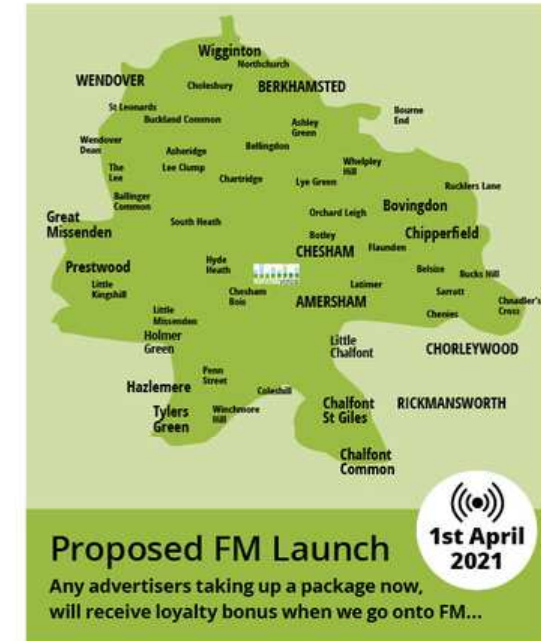 Wigginton
Northchurch
WENDOVER
Cholesbury
BERKHAMSTED
St Leonards
Buckland Common
Bourne
End
Ashley
Green
Wendover
Dean
Asheridge
Bellingdon
Whelpley
Hill
The
Lee
Lee Clump
Chartridge
Lye Green
Rucklers Lane
Ballinger
Common
Bovingdon
Great
Missenden
South Heath
Orchard Leigh
Botley
Chipperfield
CHESHAM
Flaunden
Prestwood
Hyde
Heath
Belsize
Bucks Hill
Little
Kingshill
Chesham
Bois
AMERSHAM
Latimer
Sarratt
Chnadler's
Cross
Little
Missenden
Chenies
Holmer
Green
Little
Chalfont
CHORLEYWOOD
Penn
Street
Hazlemere
Coleshill
Tylers
Green
Winchmore
Hill
Chalfont
St Giles
RICKMANSWORTH
Chalfont
Common
1st April
2021
Proposed FM Launch
Any advertisers taking up a package now,
will receive loyalty bonus when we go onto FM...